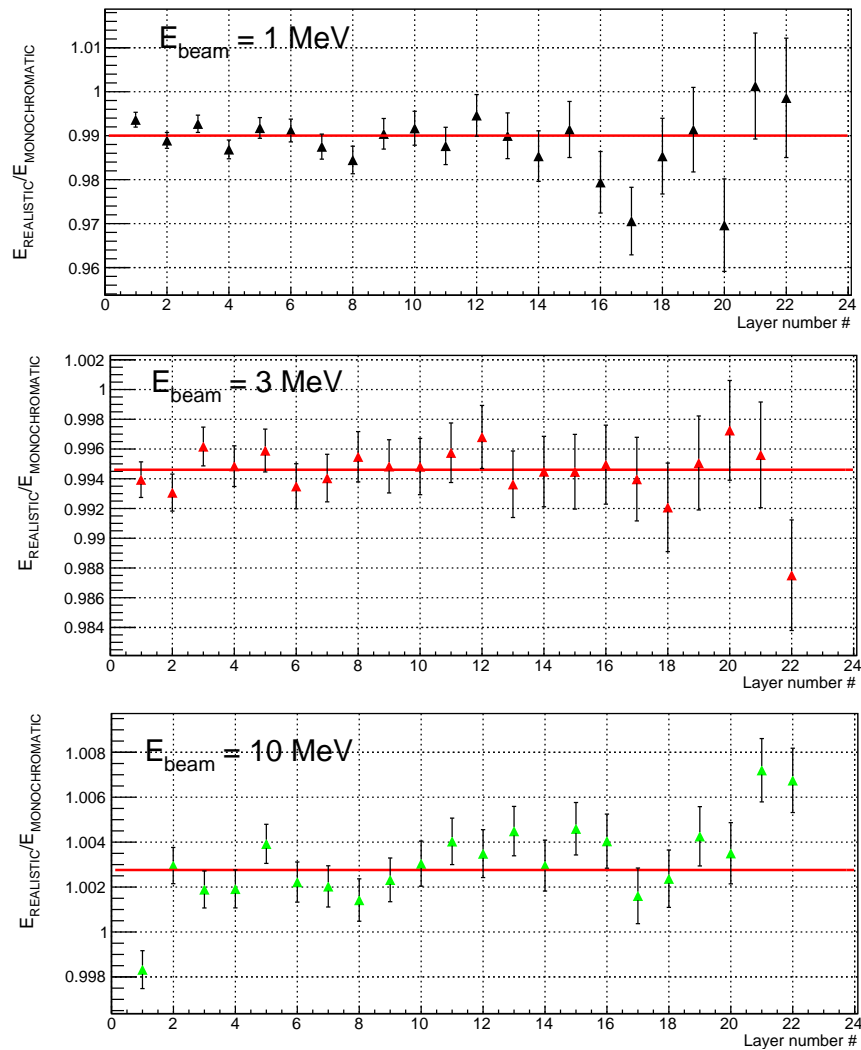 E_beam = 1 MeV
E_REALISTIC/E_MONOCHROMATIC
1.01
1
0.99
0.98
0.97
0.96
0 2 4 6 8 10 12 14 16 18 20 22 24
Layer number #
E_beam = 3 MeV
E_REALISTIC/E_MONOCHROMATIC
1.002
1
0.998
0.996
0.994
0.992
0.99
0.988
0.986
0.984
0 2 4 6 8 10 12 14 16 18 20 22 24
Layer number #
E_beam = 10 MeV
E_REALISTIC/E_MONOCHROMATIC
1.008
1.006
1.004
1.002
1
0.998
0 2 4 6 8 10 12 14 16 18 20 22 24
Layer number #